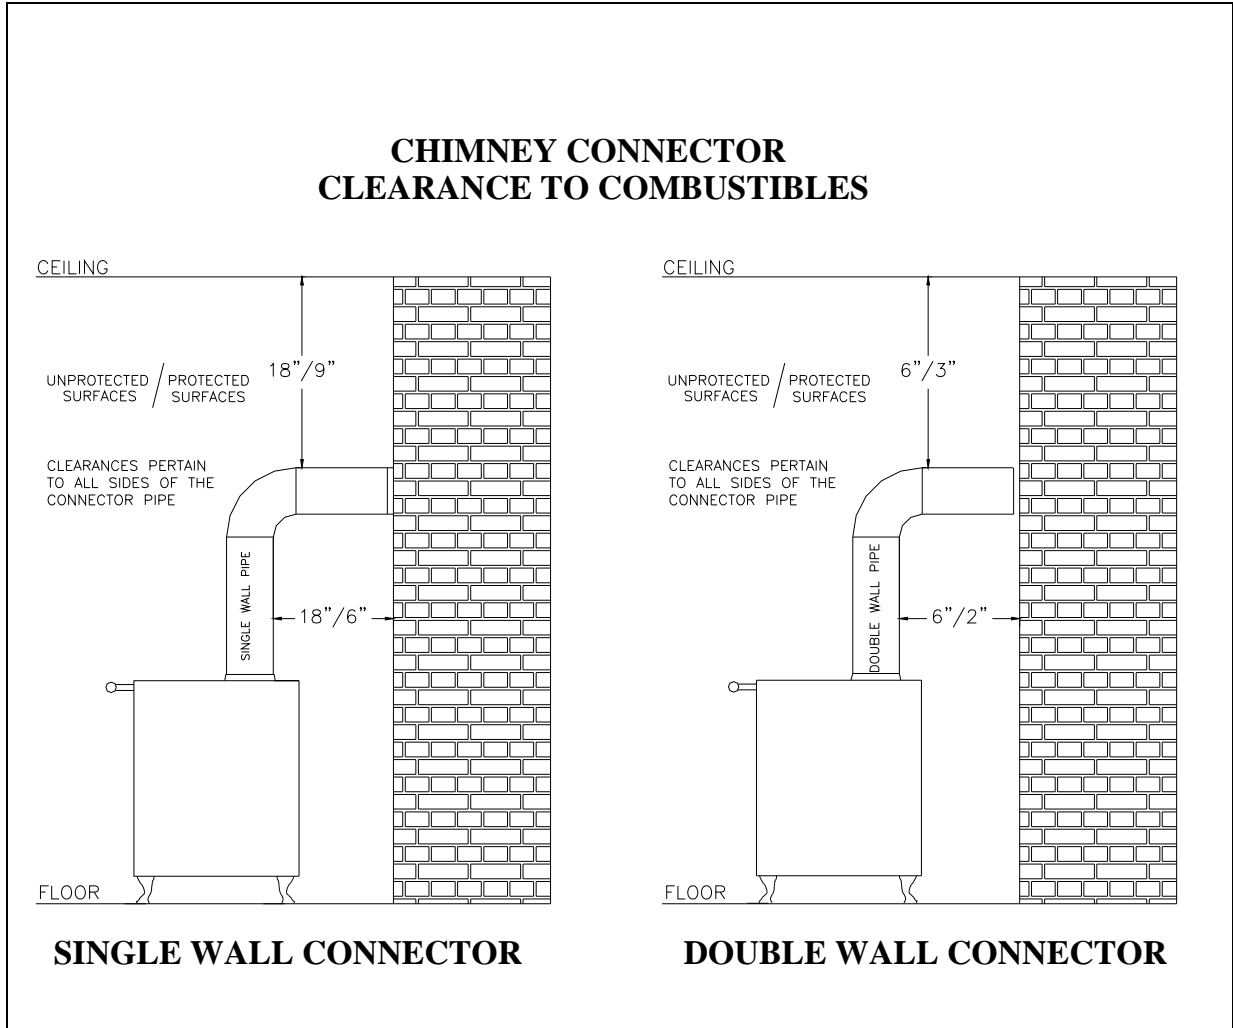 CHIMNEY CONNECTOR
CLEARANCE TO COMBUSTIBLES
CEILING
UNPROTECTED / PROTECTED
SURFACES SURFACES
18”/9”
CLEARANCES PERTAIN
TO ALL SIDES OF THE
CONNECTOR PIPE
SINGLE WALL PIPE
18”/6”
FLOOR
SINGLE WALL CONNECTOR
CEILING
UNPROTECTED / PROTECTED
SURFACES SURFACES
6”/3”
CLEARANCES PERTAIN
TO ALL SIDES OF THE
CONNECTOR PIPE
DOUBLE WALL PIPE
6”/2”
FLOOR
DOUBLE WALL CONNECTOR